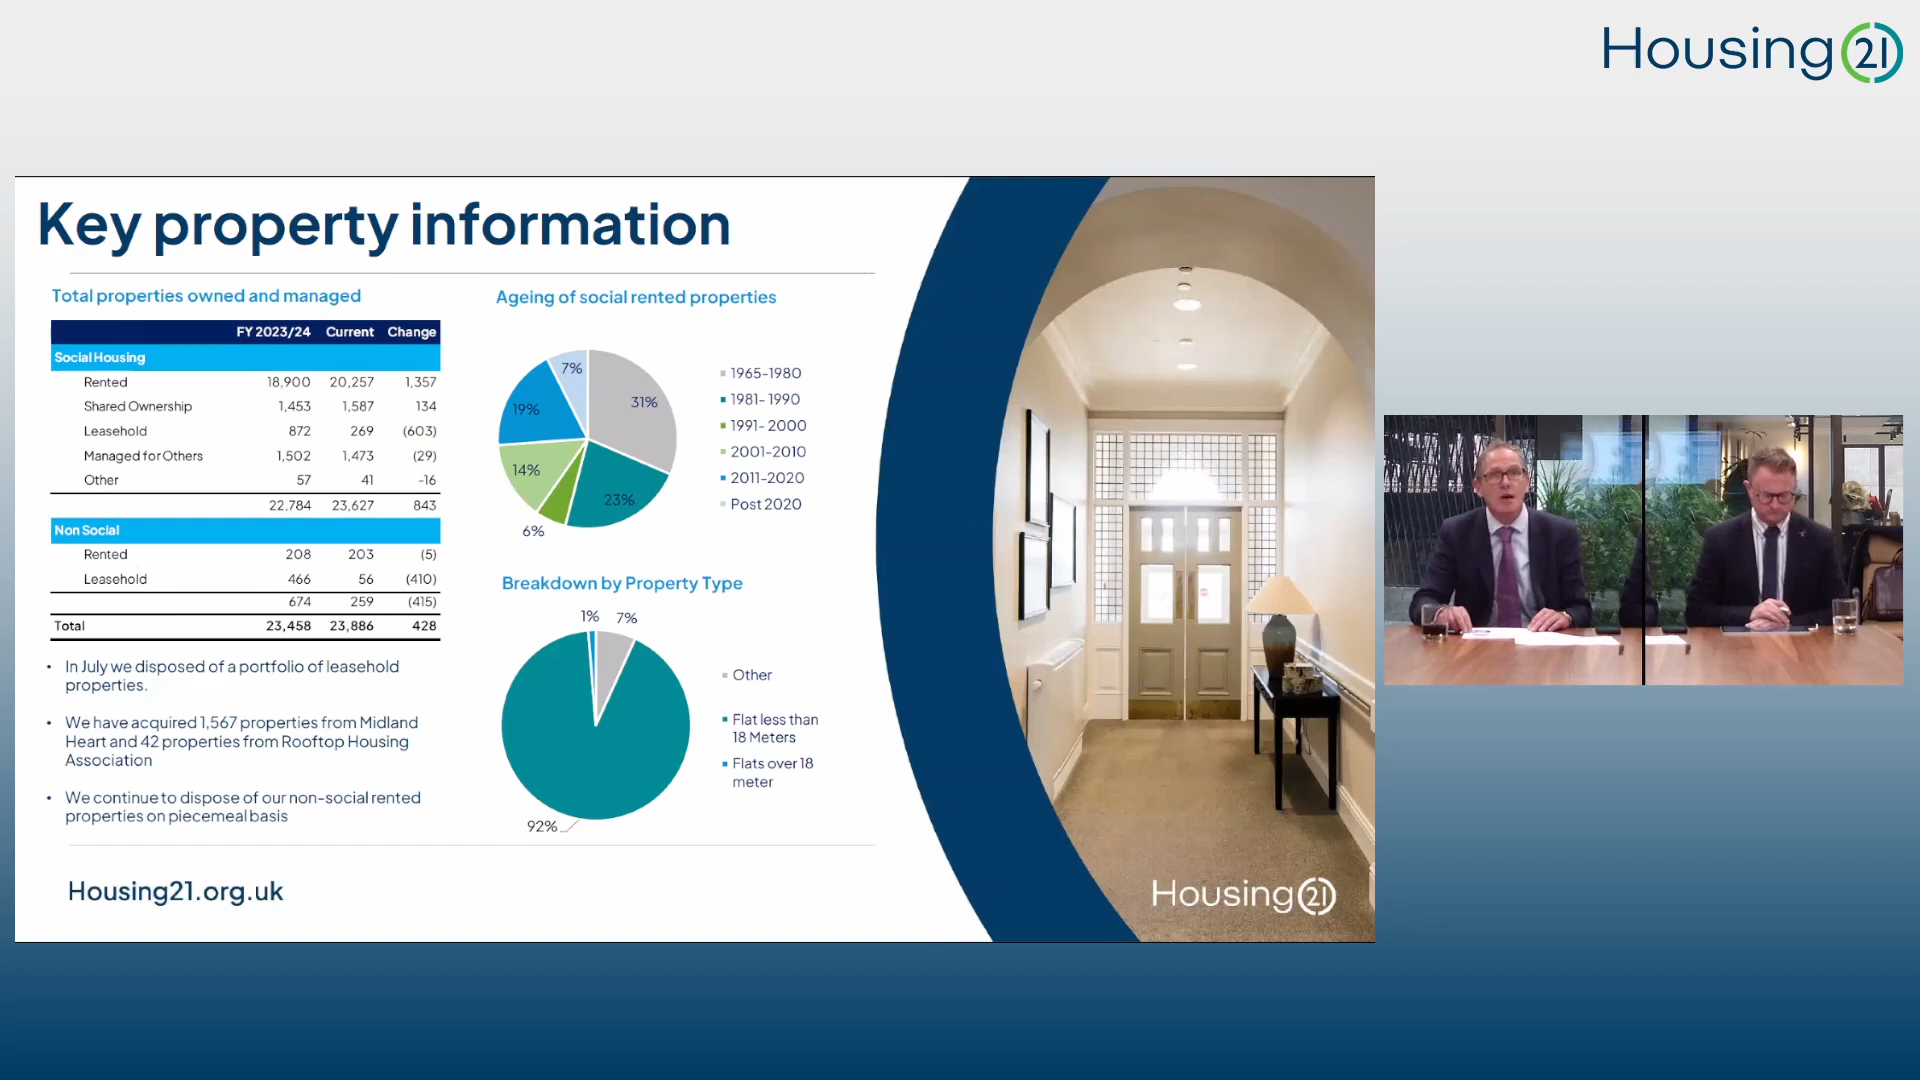 Housing 21
Key property information
Total properties owned and managed
FY 2023/24 Current Change
Social Housing
Rented 18,900 20,257 1,357
Shared Ownership 1,453 1,587 134
Leasehold 872 269 (603)
Managed for Others 1,502 1,473 (29)
Other 57 41 -16
22,784 23,627 843
Non Social
Rented 208 203 (5)
Leasehold 466 56 (410)
674 259 (415)
Total 23,458 23,886 428
• In July we disposed of a portfolio of leasehold
properties.
• We have acquired 1,567 properties from Midland
Heart and 42 properties from Rooftop Housing
Association
• We continue to dispose of our non-social rented
properties on piecemeal basis
Ageing of social rented properties
7%
31%
19%
14%
23%
6%
1965-1980
1981- 1990
1991- 2000
2001-2010
2011-2020
Post 2020
Breakdown by Property Type
1% 7%
92%
Other
Flat less than
18 Meters
Flats over 18
meter
Housing21.org.uk
Housing 21